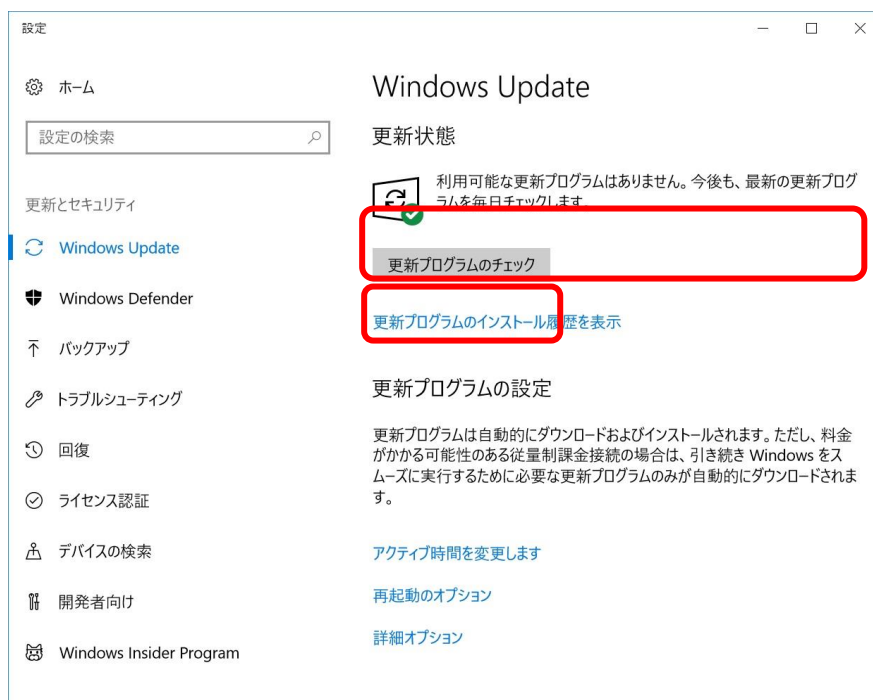 設定
ホーム
設定の検索
更新とセキュリティ
Windows Update
Windows Defender
バックアップ
トラブルシューティング
回復
ライセンス認証
デバイスの検索
開発者向け
Windows Insider Program
Windows Update
更新状態
利用可能な更新プログラムはありません。今後も、最新の更新プログ
ラムを毎日チェックします
更新プログラムのチェック
更新プログラムのインストール履歴を表示
更新プログラムの設定
更新プログラムは自動的にダウンロードおよびインストールされます。ただし、料金
がかかる可能性のある従量制課金接続の場合は、引き続き Windows をス
ムーズに実行するために必要な更新プログラムのみが自動的にダウンロードされま
す。
アクティブ時間を変更します
再起動のオプション
詳細オプション